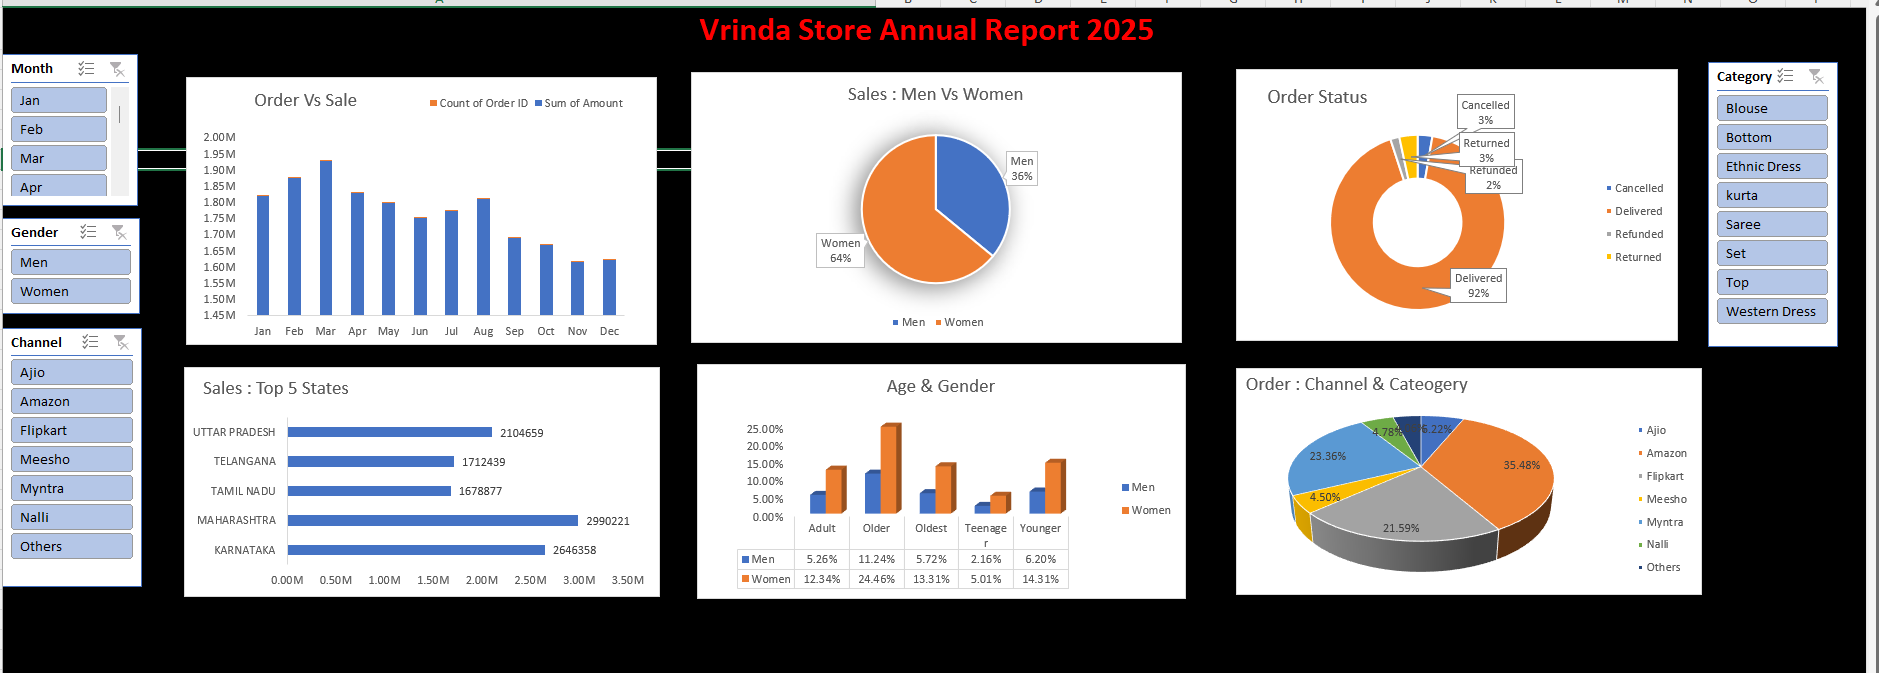 Vrinda Store Annual Report 2025
Month
Jan
Feb
Mar
Apr
Gender
Men
Women
Channel
Ajio
Amazon
Flipkart
Meesho
Myntra
Nalli
Others
Order Vs Sale
Count of Order ID Sum of Amount
2.00M
1.95M
1.90M
1.85M
1.80M
1.75M
1.70M
1.65M
1.60M
1.55M
1.50M
1.45M
Jan Feb Mar Apr May Jun Jul Aug Sep Oct Nov Dec
Sales : Men Vs Women
Men
36%
Women
64%
Men Women
Order Status
Cancelled
3%
Returned
3%
Refunded
2%
Delivered
92%
Cancelled
Delivered
Refunded
Returned
Category
Blouse
Bottom
Ethnic Dress
kurta
Saree
Set
Top
Western Dress
Sales : Top 5 States
UTTAR PRADESH 2104659
TELANGANA 1712439
TAMIL NADU 1678877
MAHARASHTRA 2990221
KARNATAKA 2646358
0.00M 0.50M 1.00M 1.50M 2.00M 2.50M 3.00M 3.50M
Age & Gender
25.00%
20.00%
15.00%
10.00%
5.00%
0.00%
Adult Older Oldest Teenage Younger
r
Men 5.26% 11.24% 5.72% 2.16% 6.20%
Women 12.34% 24.46% 13.31% 5.01% 14.31%
Men
Women
Order : Channel & Cateogery
4.78%
35.48%
23.36%
4.50%
21.59%
Ajio
Amazon
Flipkart
Meesho
Myntra
Nalli
Others